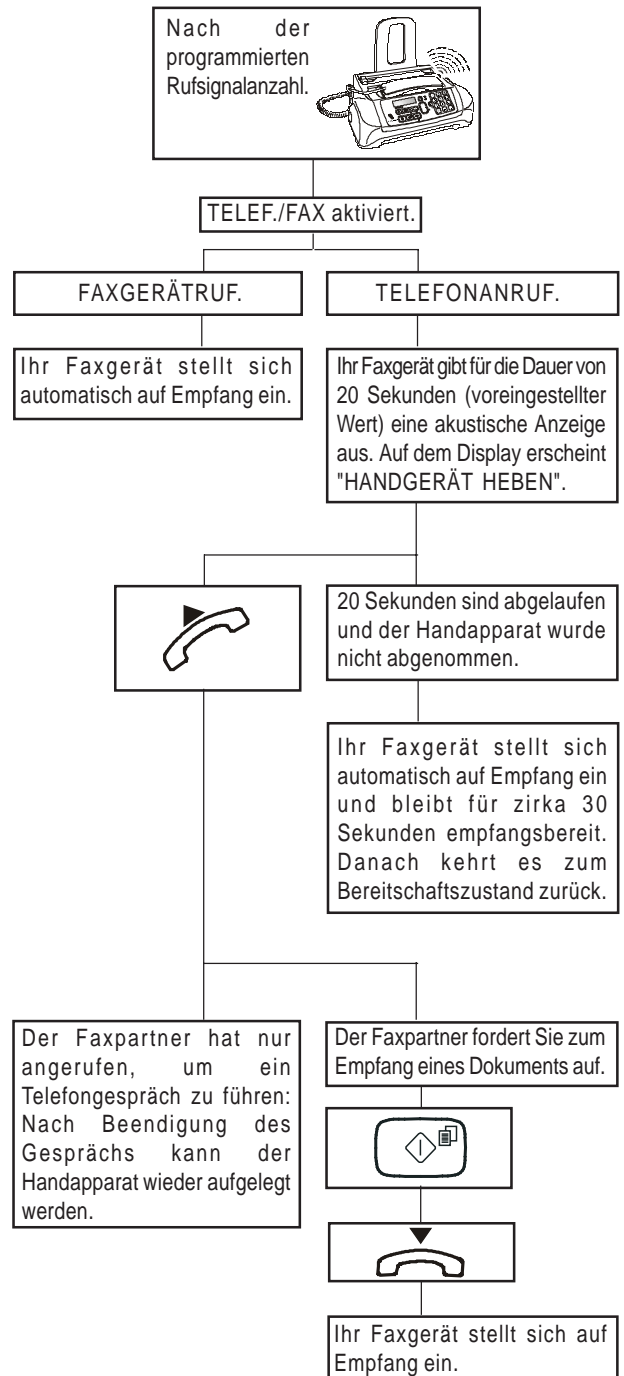 Nach der
programmierten
Rufsignalanzahl.
TELEF./FAX aktiviert.
FAXGERÄTRUF.
TELEFONANRUF.
Ihr Faxgerät stellt sich
automatisch auf Empfang ein.
Ihr Faxgerät gibt für die Dauer von
20 Sekunden (voreingestellter
Wert) eine akustische Anzeige
aus. Auf dem Display erscheint
"HANDGERÄT HEBEN".
20 Sekunden sind abgelaufen
und der Handapparat wurde
nicht abgenommen.
Ihr Faxgerät stellt sich
automatisch auf Empfang ein
und bleibt für zirka 30
Sekunden empfangsbereit.
Danach kehrt es zum
Bereitschaftszustand zurück.
Der Faxpartner hat nur
angerufen, um ein
Telefongespräch zu führen:
Nach Beendigung des
Gesprächs kann der
Handapparat wieder aufgelegt
werden.
Der Faxpartner fordert Sie zum
Empfang eines Dokuments auf.
Ihr Faxgerät stellt sich auf
Empfang ein.